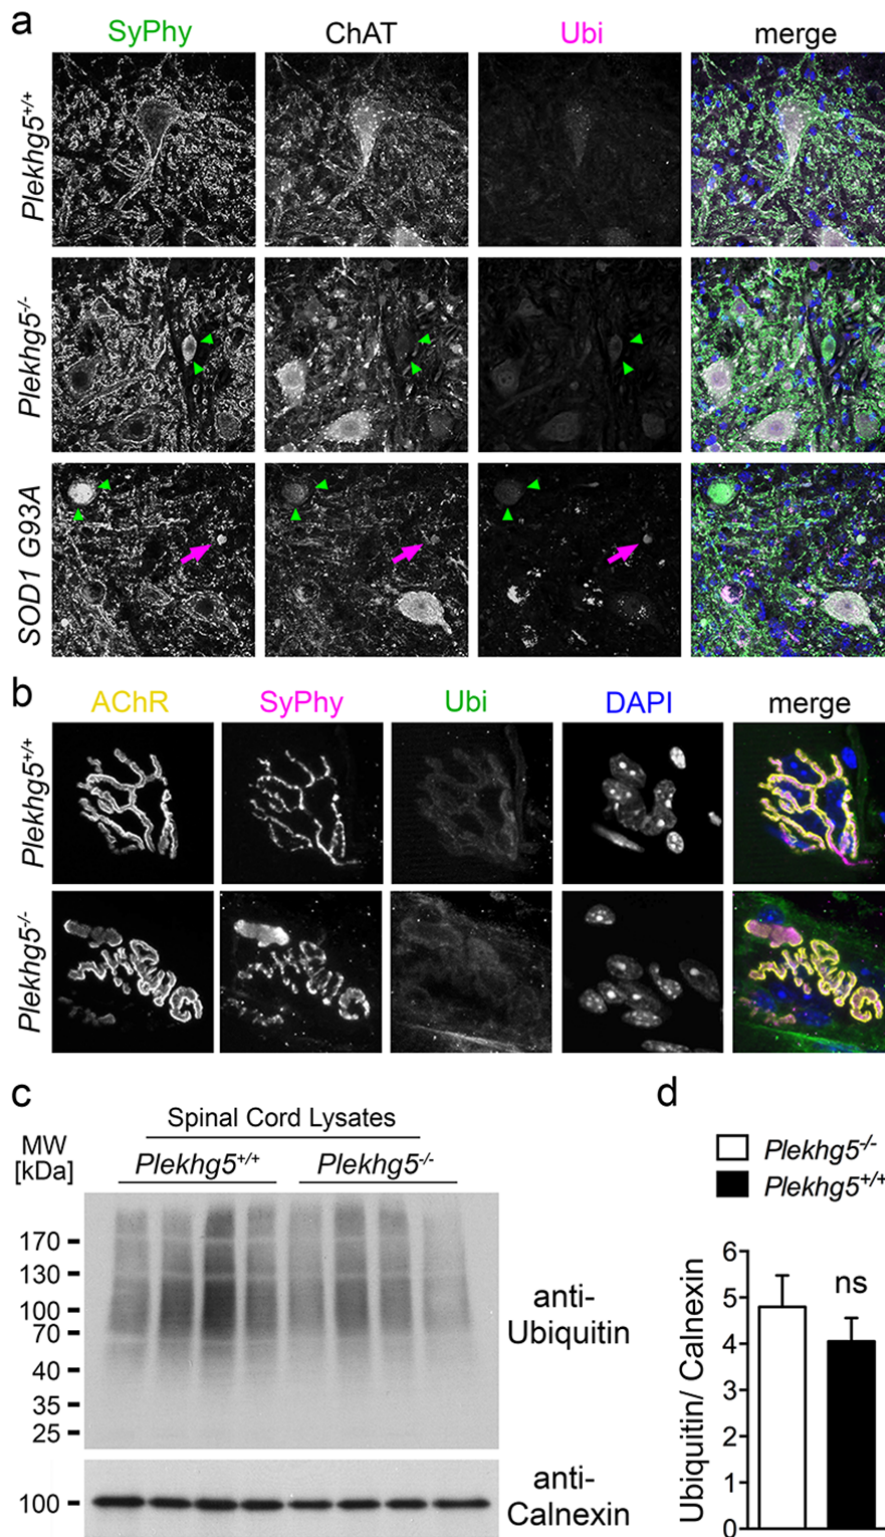 a
SyPhy ChAT Ubi merge
Plekhg5+/+
Plekhg5-/-
SOD1 G93A
b
AChR SyPhy Ubi DAPI merge
Plekhg5+/+
Plekhg5-/-
c
Spinal Cord Lysates
MW
[kDa]
Plekhg5+/+ Plekhg5-/-
170
130
100
70
40
35
25
anti-
Ubiquitin
100
anti-
Calnexin
d
Plekhg5-/-
Plekhg5+/+
Ubiquitin/ Calnexin
6
5
4
3
2
1
0
ns